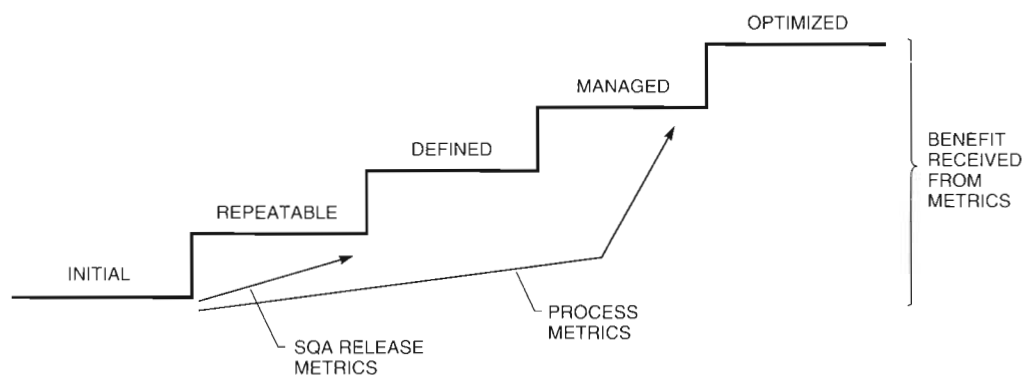 OPTIMIZED
MANAGED
DEFINED
REPEATABLE
INITIAL
BENEFIT
RECEIVED
FROM
METRICS
PROCESS
METRICS
SQA RELEASE
METRICS